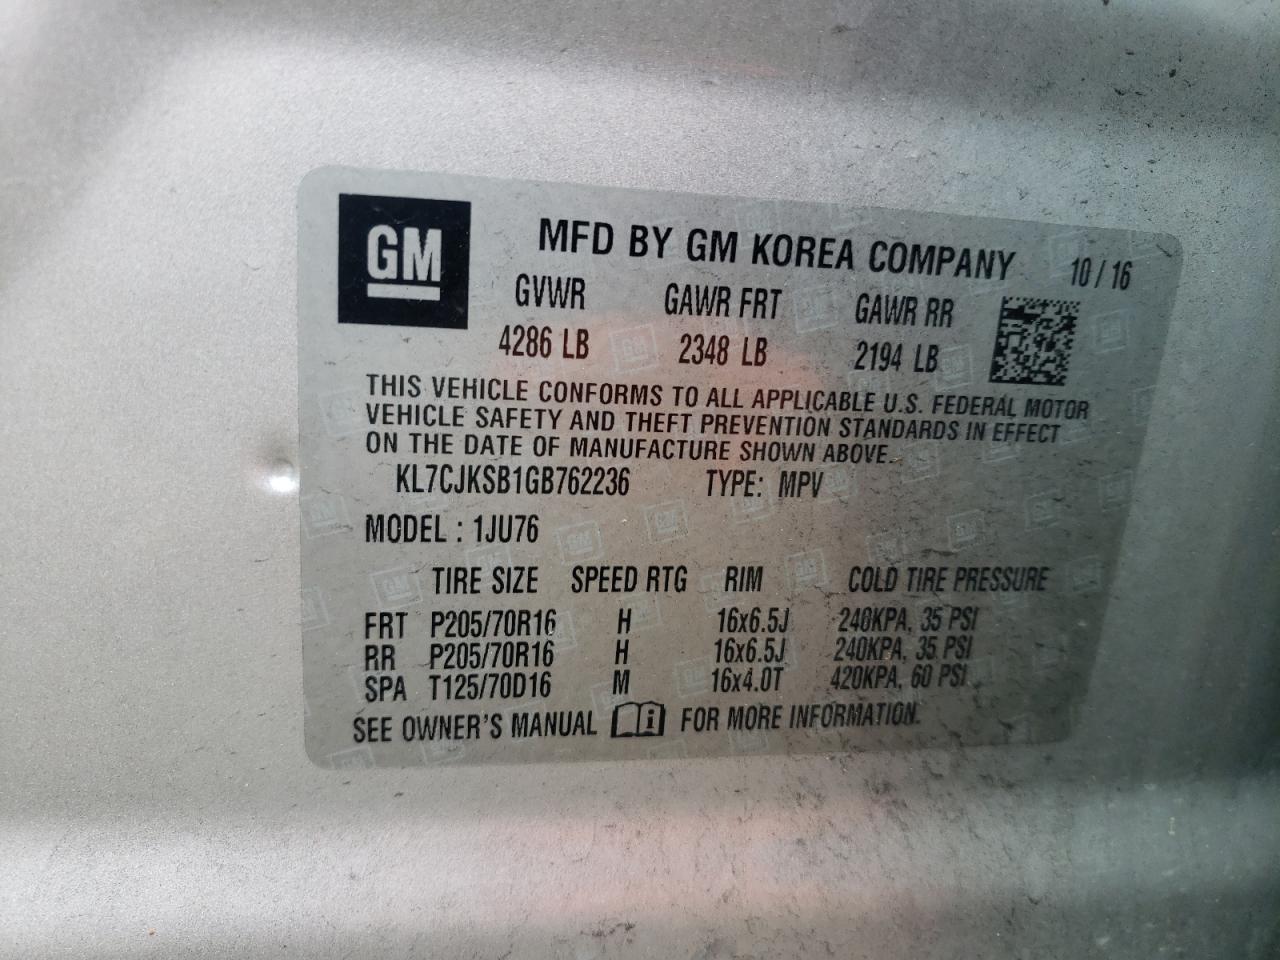 GM
MFD BY GM KOREA COMPANY 10 / 16
GVWR GAWR FRT GAWR RR
4286 LB 2348 LB 2194 LB
THIS VEHICLE CONFORMS TO ALL APPLICABLE U.S. FEDERAL MOTOR
VEHICLE SAFETY AND THEFT PREVENTION STANDARDS IN EFFECT
ON THE DATE OF MANUFACTURE SHOWN ABOVE.
KL7CJKSB1GB762236 TYPE: MPV
MODEL : 1JU76
TIRE SIZE SPEED RTG RIM COLD TIRE PRESSURE
FRT P205/70R16 H 16x6.5J 240KPA, 35 PSI
RR P205/70R16 H 16x6.5J 240KPA, 35 PSI
SPA T125/70D16 M 16x4.0T 420KPA, 60 PSI
SEE OWNER'S MANUAL i FOR MORE INFORMATION.